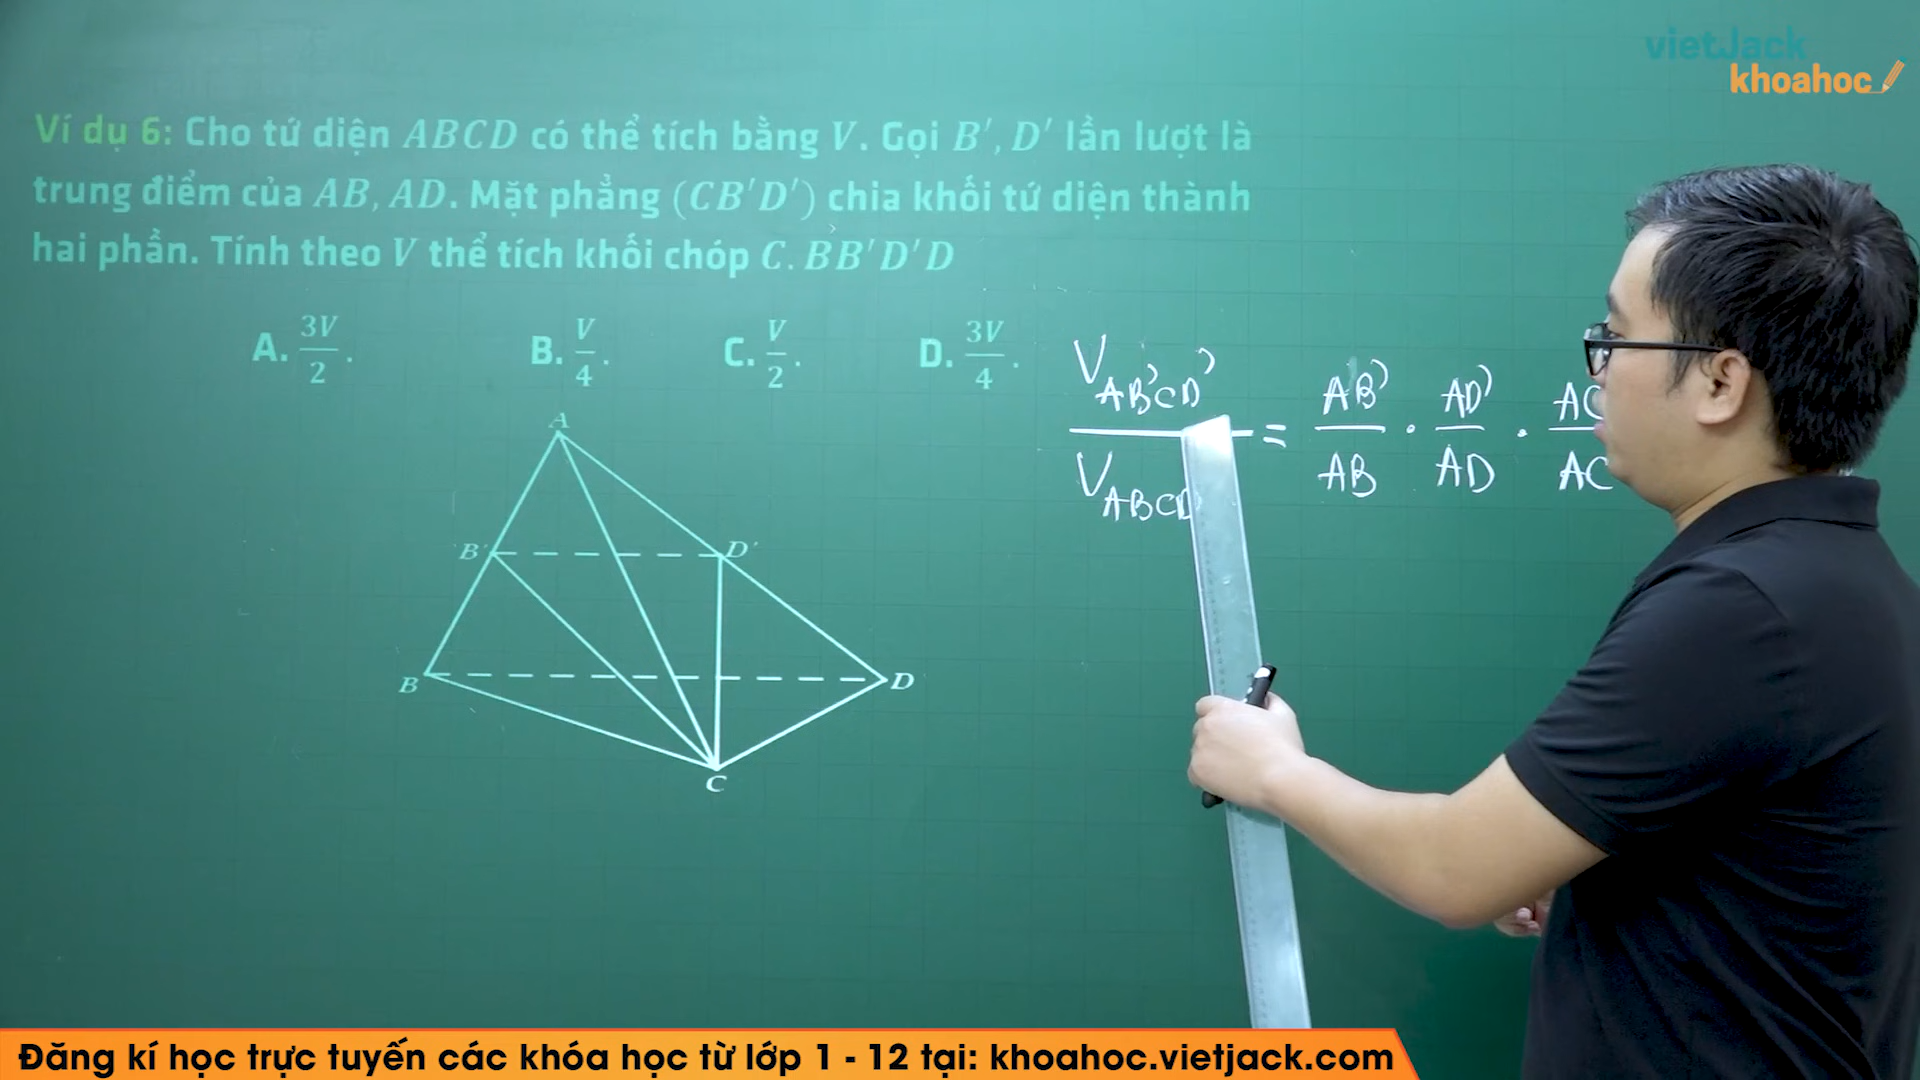 vietJack
khoahoc
Ví dụ 6: Cho tứ diện ABCD có thể tích bằng V. Gọi B', D' lần lượt là
trung điểm của AB, AD. Mặt phẳng (CB'D') chia khối tứ diện thành
hai phần. Tính theo V thể tích khối chóp C.BB'D'D
A. 3V/2. B. V/4. C. V/2. D. 3V/4.
V_AB'CD' / V_ABCD = AB'/AB . AD'/AD . AC/AC
A
B' D'
B D
C
Đăng kí học trực tuyến các khóa học từ lớp 1 - 12 tại: khoahoc.vietjack.com